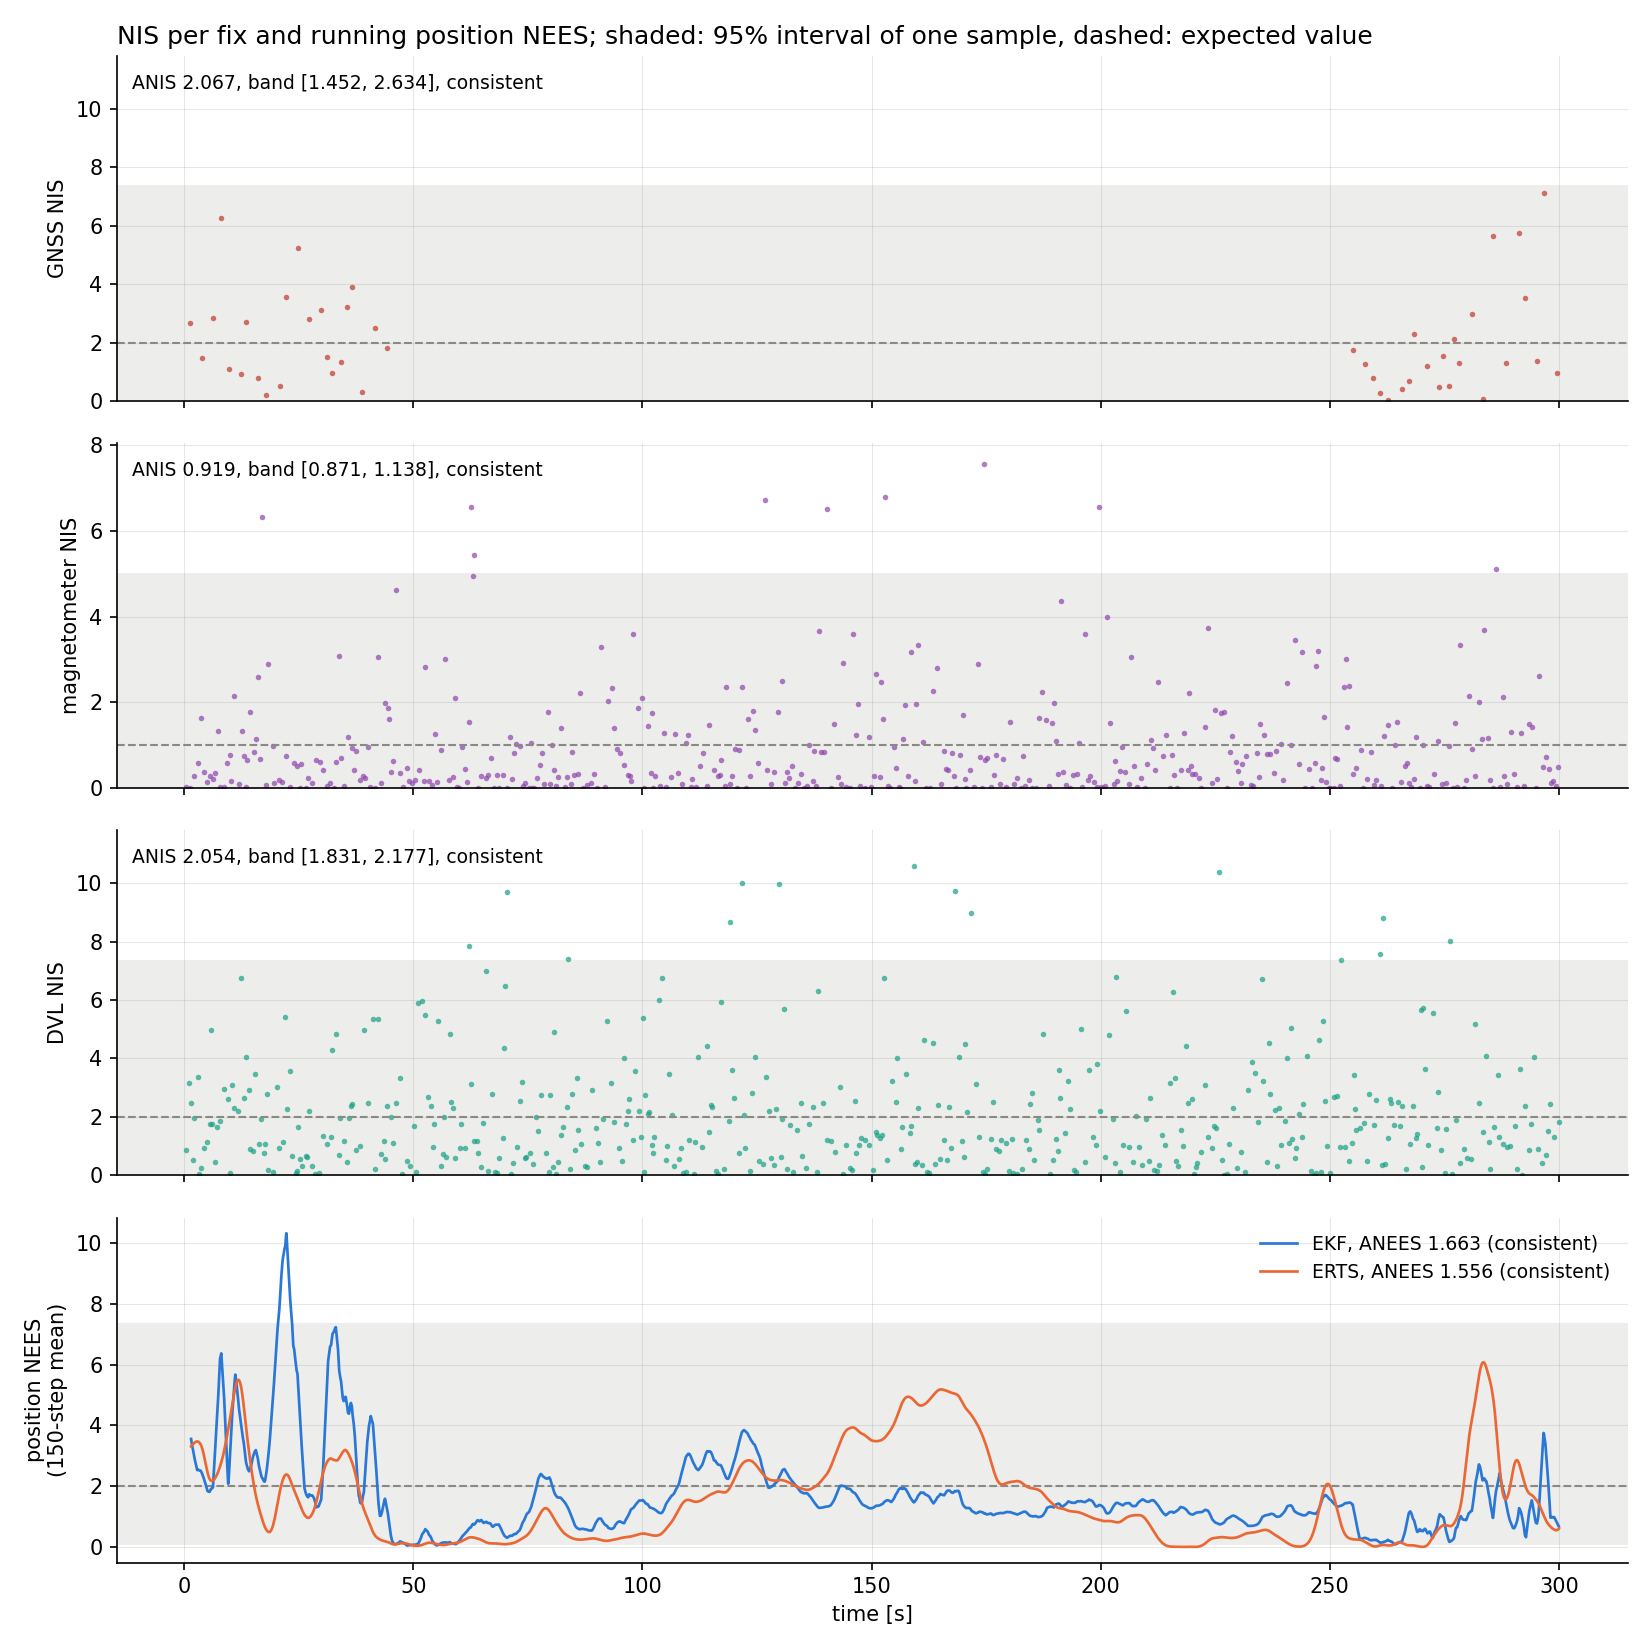 NIS per fix and running position NEES; shaded: 95% interval of one sample, dashed: expected value
ANIS 2.067, band [1.452, 2.634], consistent
GNSS NIS
10
8
6
4
2
0
ANIS 0.919, band [0.871, 1.138], consistent
magnetometer NIS
8
6
4
2
0
ANIS 2.054, band [1.831, 2.177], consistent
DVL NIS
10
8
6
4
2
0
EKF, ANEES 1.663 (consistent)
ERTS, ANEES 1.556 (consistent)
position NEES
(150-step mean)
10
8
6
4
2
0
0 50 100 150 200 250 300
time [s]